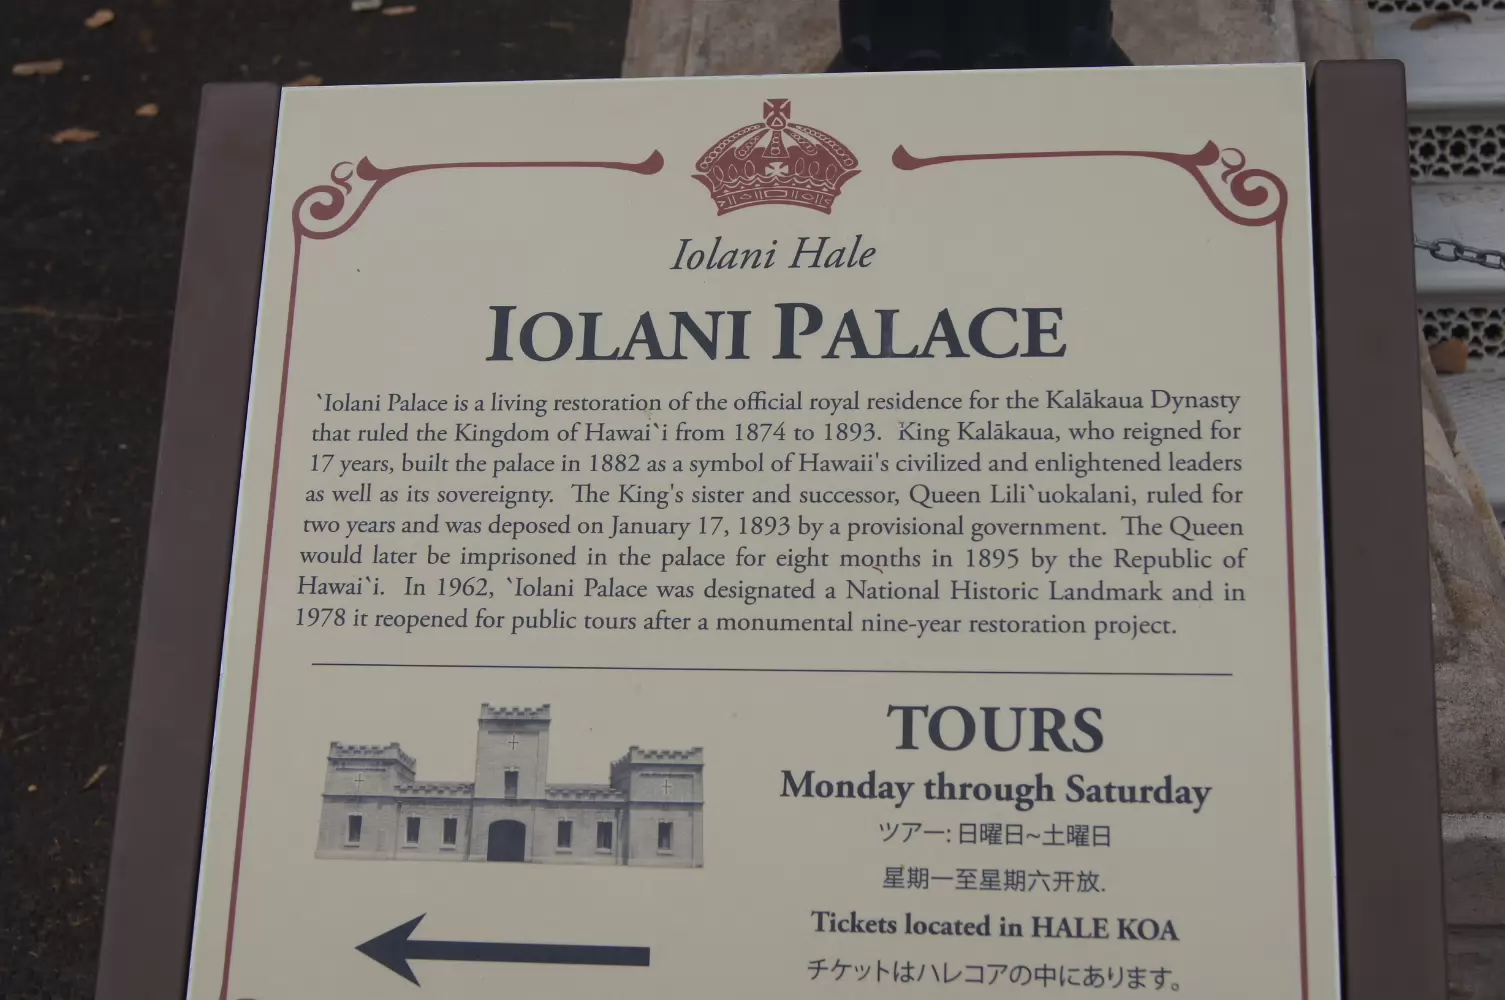 Iolani Hale
IOLANI PALACE
`Iolani Palace is a living restoration of the official royal residence for the Kalākaua Dynasty
that ruled the Kingdom of Hawai`i from 1874 to 1893. King Kalākaua, who reigned for
17 years, built the palace in 1882 as a symbol of Hawaii's civilized and enlightened leaders
as well as its sovereignty. The King's sister and successor, Queen Lili`uokalani, ruled for
two years and was deposed on January 17, 1893 by a provisional government. The Queen
would later be imprisoned in the palace for eight months in 1895 by the Republic of
Hawai`i. In 1962, `Iolani Palace was designated a National Historic Landmark and in
1978 it reopened for public tours after a monumental nine-year restoration project.
TOURS
Monday through Saturday
ツアー: 日曜日~土曜日
星期一至星期六开放.
Tickets located in HALE KOA
チケットはハレコアの中にあります。